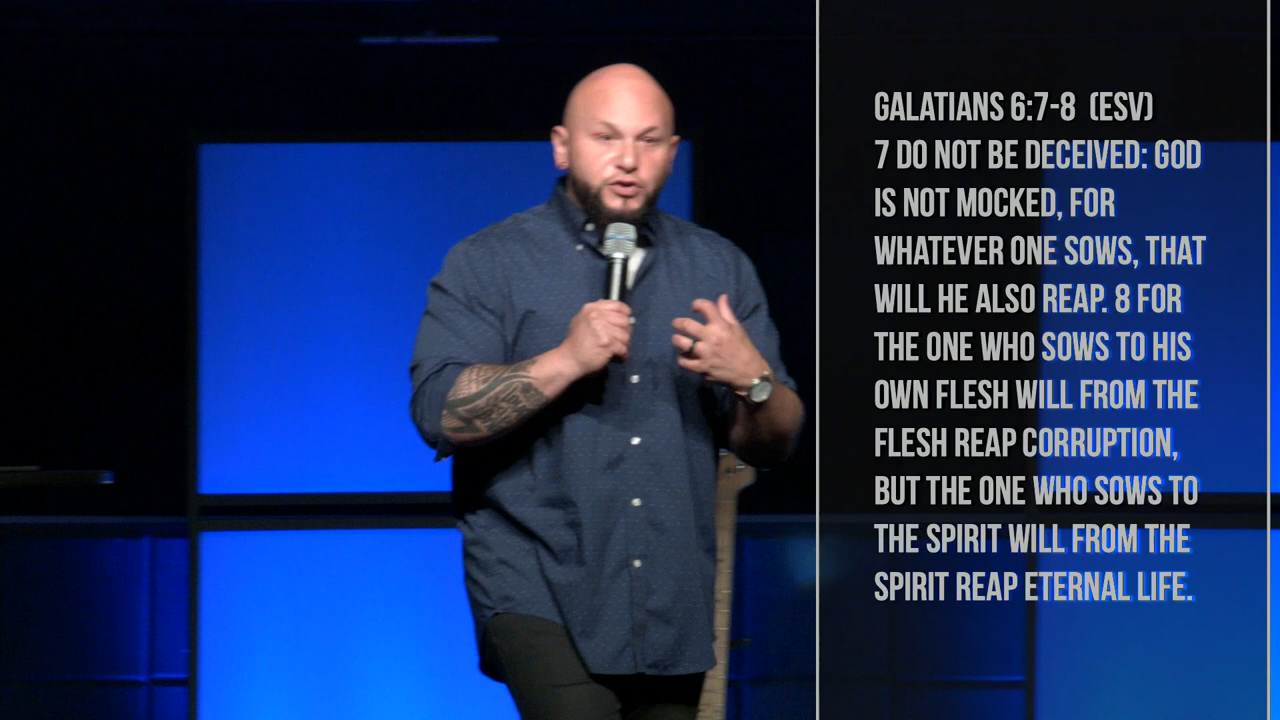 GALATIANS 6:7-8 (ESV)
7 DO NOT BE DECEIVED: GOD
IS NOT MOCKED, FOR
WHATEVER ONE SOWS, THAT
WILL HE ALSO REAP. 8 FOR
THE ONE WHO SOWS TO HIS
OWN FLESH WILL FROM THE
FLESH REAP CORRUPTION,
BUT THE ONE WHO SOWS TO
THE SPIRIT WILL FROM THE
SPIRIT REAP ETERNAL LIFE.